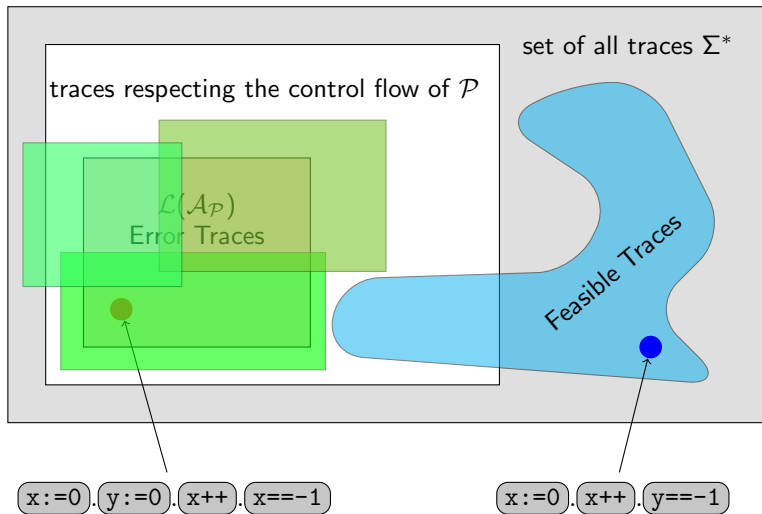 set of all traces Σ*
traces respecting the control flow of 𝒫
ℒ(𝒜_𝒫)
Error Traces
Feasible Traces
x:=0.y:=0.x++.x==-1
x:=0.x++.y==-1